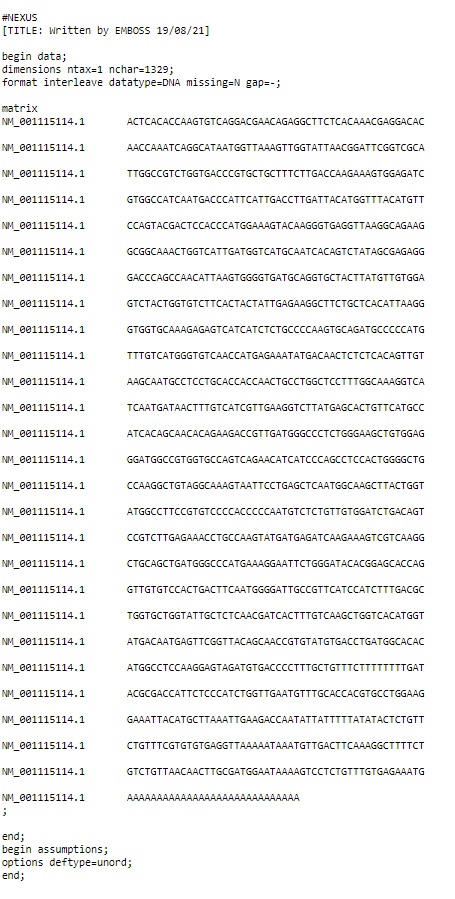 #NEXUS
[TITLE: Written by EMBOSS 19/08/21]
begin data;
dimensions ntax=1 nchar=1329;
format interleave datatype=DNA missing=N gap=-;
matrix
NM_001115114.1 ACTCACACCAAGTGTCAGGACGAACAGAGGCTTCTCACAAACGAGGACAC
NM_001115114.1 AACCAAATCAGGCATAATGGTTAAAGTTGGTATTAACGGATTCGGTCGCA
NM_001115114.1 TTGGCCGTCTGGTGACCCGTGCTGCTTTCTTGACCAAGAAAGTGGAGATC
NM_001115114.1 GTGGCCATCAATGACCCATTCATTGACCTTGATTACATGGTTTACATGTT
NM_001115114.1 CCAGTACGACTCCACCCATGGAAAGTACAAGGGTGAGGTTAAGGCAGAAG
NM_001115114.1 GCGGCAAACTGGTCATTGATGGTCATGCAATCACAGTCTATAGCGAGAGG
NM_001115114.1 GACCCAGCCAACATTAAGTGGGGTGATGCAGGTGCTACTTATGTTGTGGA
NM_001115114.1 GTCTACTGGTGTCTTCACTACTATTGAGAAGGCTTCTGCTCACATTAAGG
NM_001115114.1 GTGGTGCAAAGAGAGTCATCATCTCTGCCCCAAGTGCAGATGCCCCCATG
NM_001115114.1 TTTGTCATGGGTGTCAACCATGAGAAATATGACAACTCTCTCACAGTTGT
NM_001115114.1 AAGCAATGCCTCCTGCACCACCAACTGCCTGGCTCCTTTGGCAAAGGTCA
NM_001115114.1 TCAATGATAACTTTGTCATCGTTGAAGGTCTTATGAGCACTGTTCATGCC
NM_001115114.1 ATCACAGCAACACAGAAGACCGTTGATGGGCCCTCTGGGAAGCTGTGGAG
NM_001115114.1 GGATGGCCGTGGTGCCAGTCAGAACATCATCCCAGCCTCCACTGGGGCTG
NM_001115114.1 CCAAGGCTGTAGGCAAAGTAATTCCTGAGCTCAATGGCAAGCTTACTGGT
NM_001115114.1 ATGGCCTTCCGTGTCCCCACCCCCAATGTCTCTGTTGTGGATCTGACAGT
NM_001115114.1 CCGTCTTGAGAAACCTGCCAAGTATGATGAGATCAAGAAAGTCGTCAAGG
NM_001115114.1 CTGCAGCTGATGGGCCCATGAAAGGAATTCTGGGATACACGGAGCACCAG
NM_001115114.1 GTTGTGTCCACTGACTTCAATGGGGATTGCCGTTCATCCATCTTTGACGC
NM_001115114.1 TGGTGCTGGTATTGCTCTCAACGATCACTTTGTCAAGCTGGTCACATGGT
NM_001115114.1 ATGACAATGAGTTCGGTTACAGCAACCGTGTATGTGACCTGATGGCACAC
NM_001115114.1 ATGGCCTCCAAGGAGTAGATGTGACCCCTTTGCTGTTTCTTTTTTTTGAT
NM_001115114.1 ACGCGACCATTCTCCCATCTGGTTGAATGTTTGCACCACGTGCCTGGAAG
NM_001115114.1 GAAATTACATGCTTAAATTGAAGACCAATATTATTTTTATATACTCTGTT
NM_001115114.1 CTGTTTCGTGTGTGAGGTTAAAAATAAATGTTGACTTCAAAGGCTTTTCT
NM_001115114.1 GTCTGTTAACAACTTGCGATGGAATAAAAGTCCTCTGTTTGTGAGAAATG
NM_001115114.1 AAAAAAAAAAAAAAAAAAAAAAAAAAAAA
;
end;
begin assumptions;
options deftype=unord;
end;